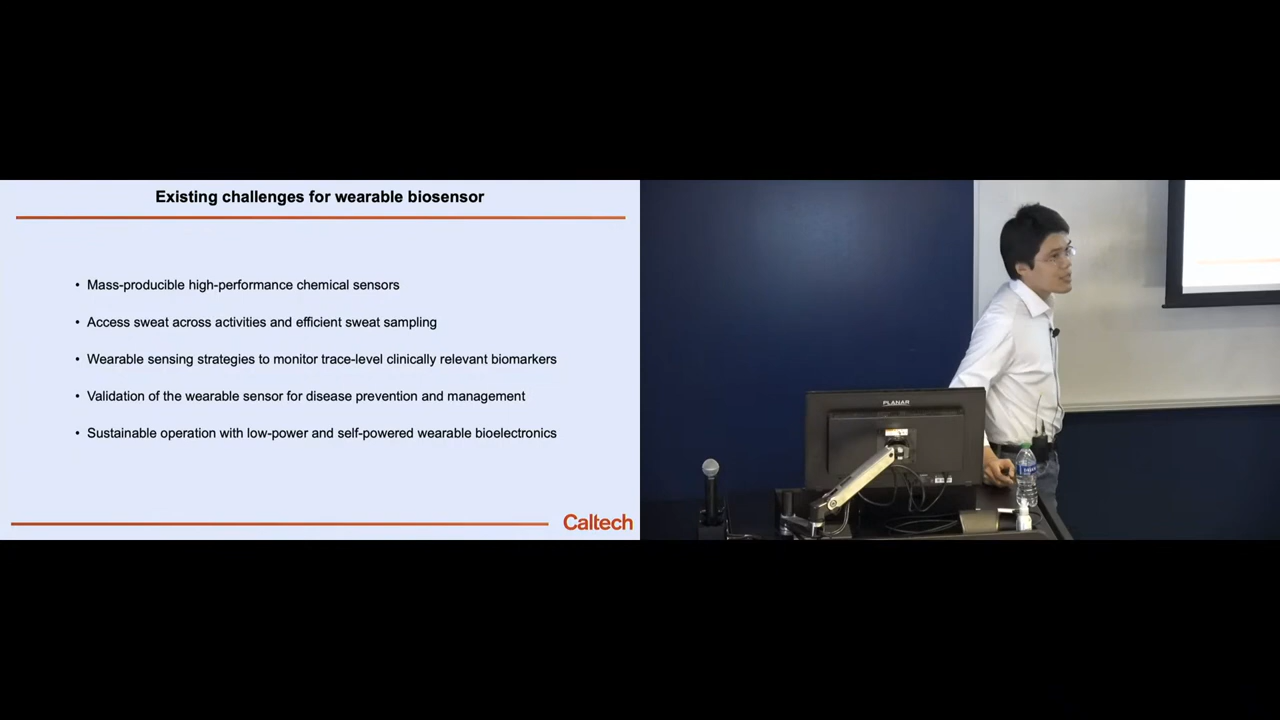 Existing challenges for wearable biosensor
• Mass-producible high-performance chemical sensors
• Access sweat across activities and efficient sweat sampling
• Wearable sensing strategies to monitor trace-level clinically relevant biomarkers
• Validation of the wearable sensor for disease prevention and management
• Sustainable operation with low-power and self-powered wearable bioelectronics
Caltech
PLANAR